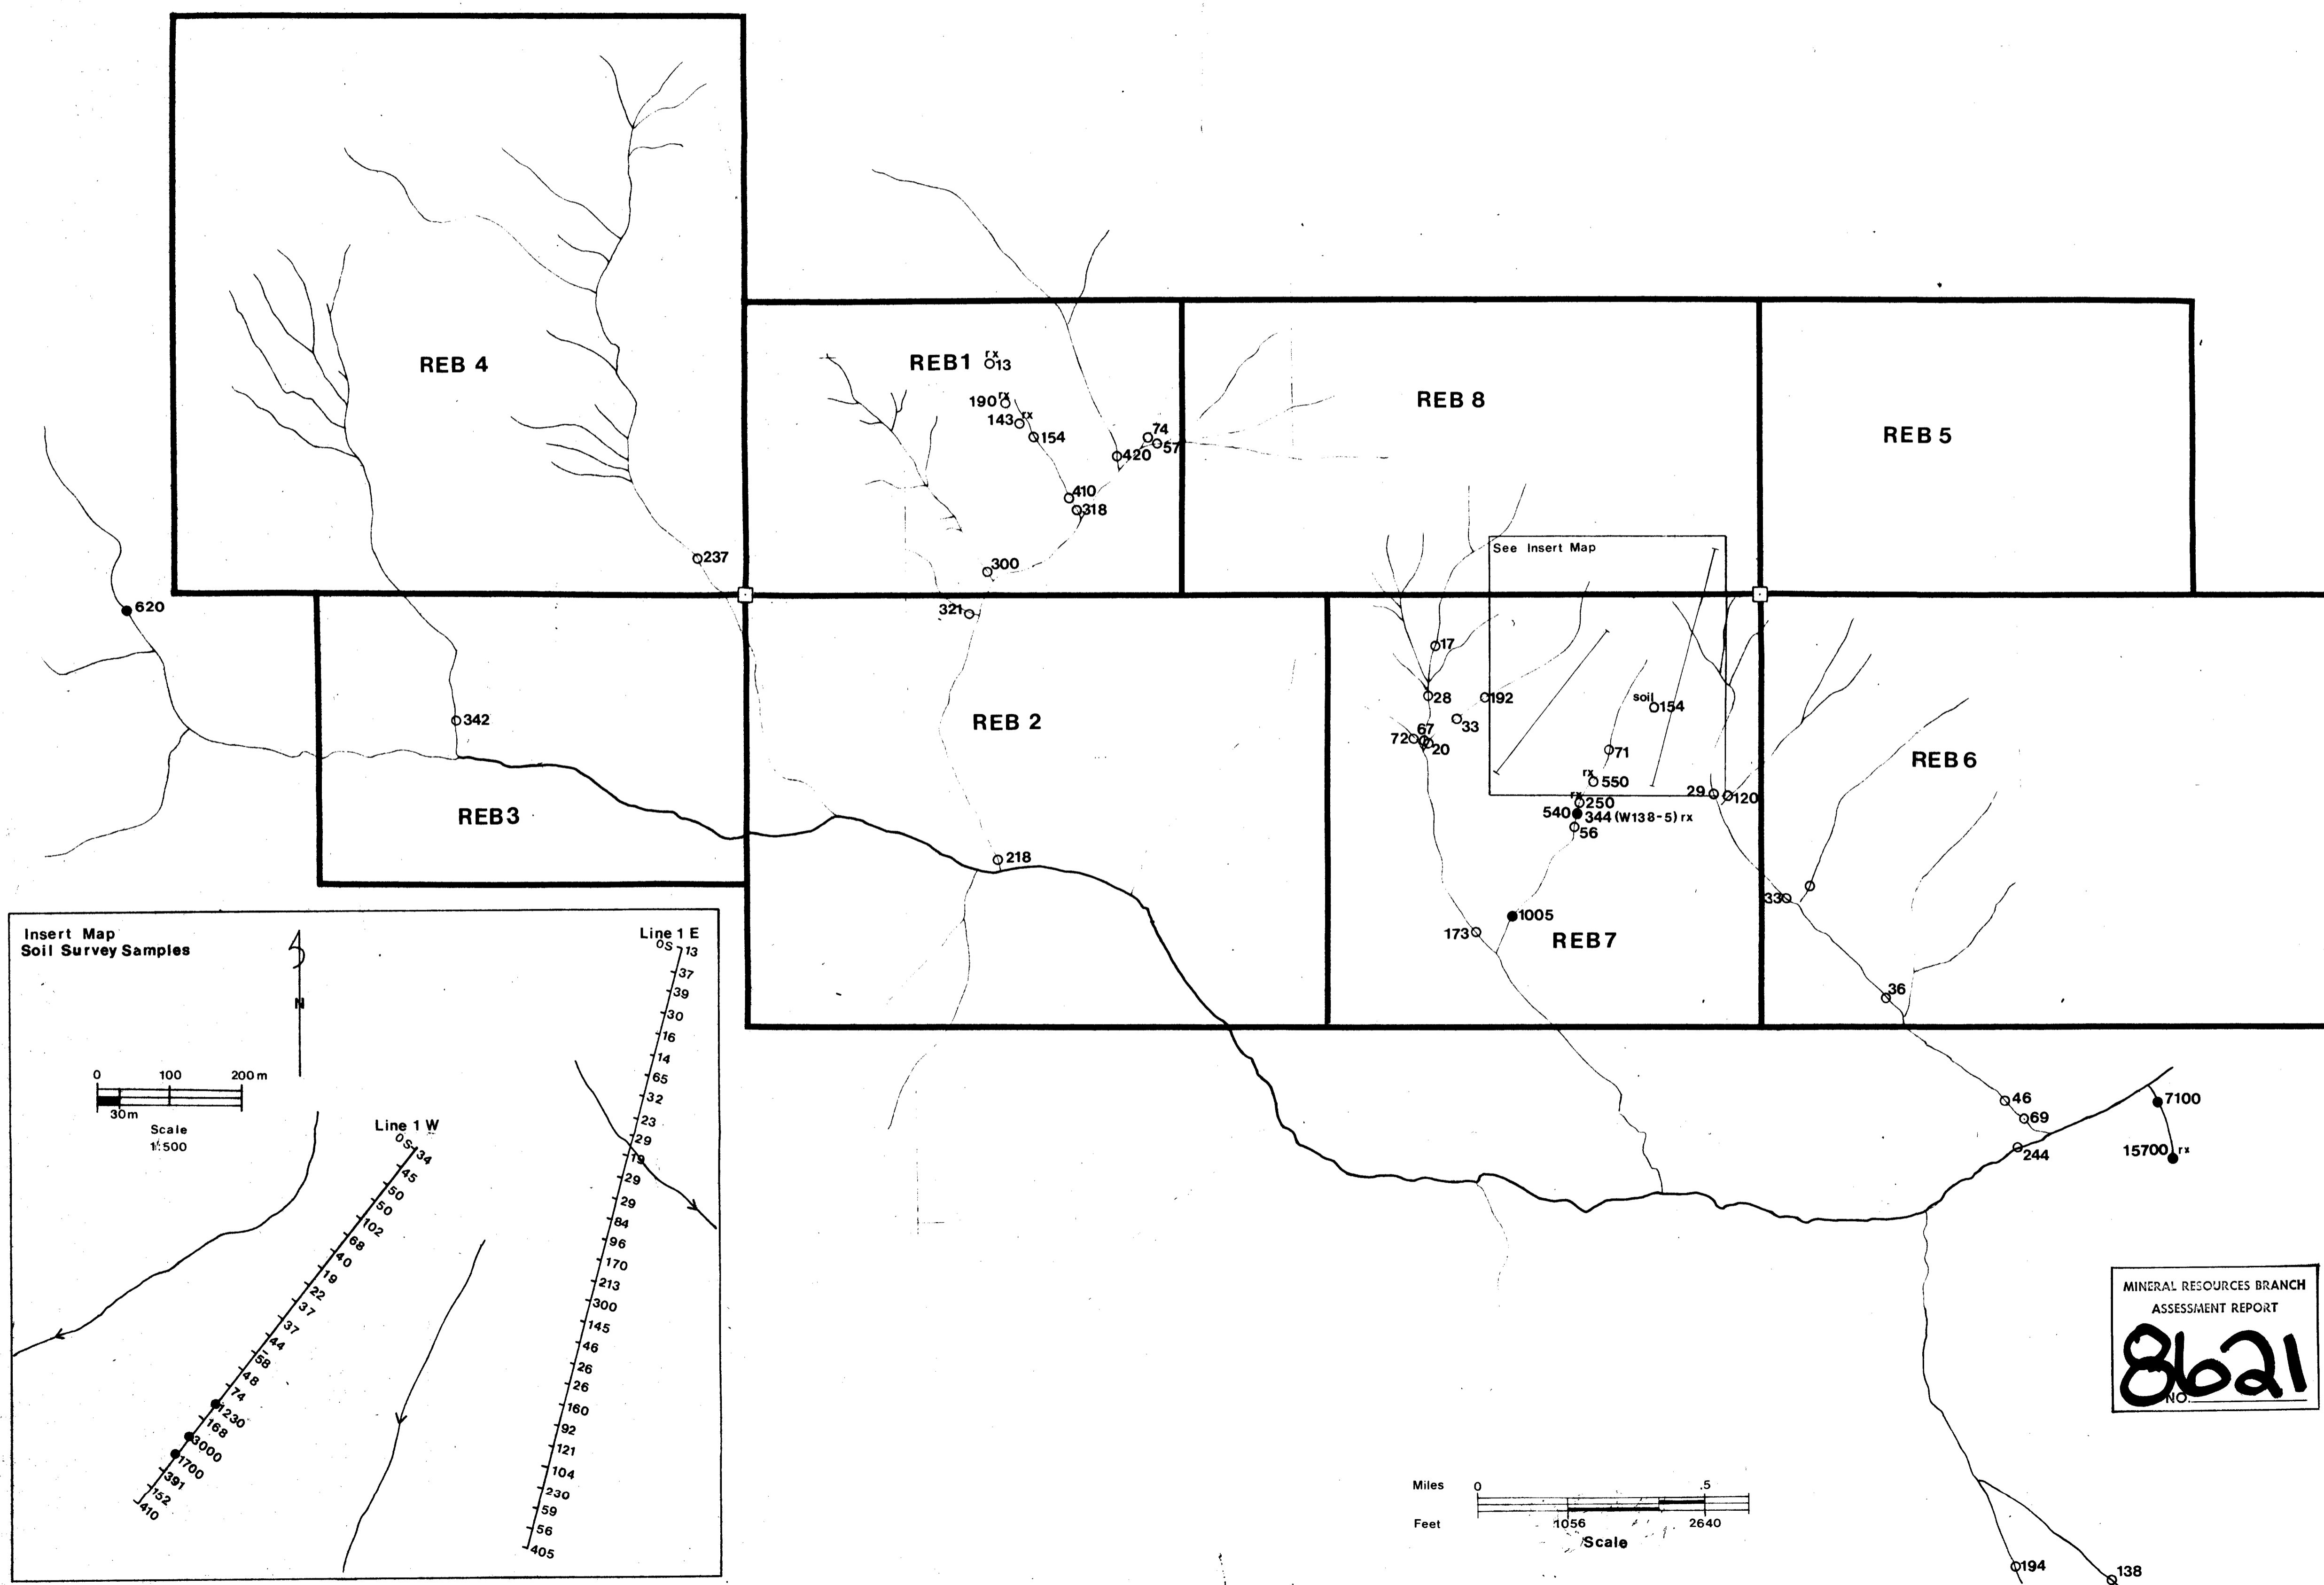 REB 4
REB1
rx
13
190 rx
143 rx
154
74
57
420
410
318
300
REB 8
REB 5
237
620
321
See Insert Map
17
28
192
33
67
72
20
soil
154
71
rx
550
rx
250
540 344 (W138-5) rx
56
29
120
342
REB 2
REB 6
REB3
218
33
1005
173
REB7
36
46
69
244
7100
15700 rx
194
138
Insert Map
Soil Survey Samples
N
0 100 200 m
30m
Scale
1:500
Line 1 W
0S
34
45
50
50
102
68
40
19
22
37
37
44
58
48
74
1230
168
3000
1700
391
152
410
Line 1 E
0S
13
37
39
30
16
14
65
32
23
29
19
29
29
84
96
170
213
300
145
46
26
26
160
92
121
104
230
59
56
405
Miles 0 .5
Feet 1056 2640
Scale
MINERAL RESOURCES BRANCH
ASSESSMENT REPORT
8621
NO.